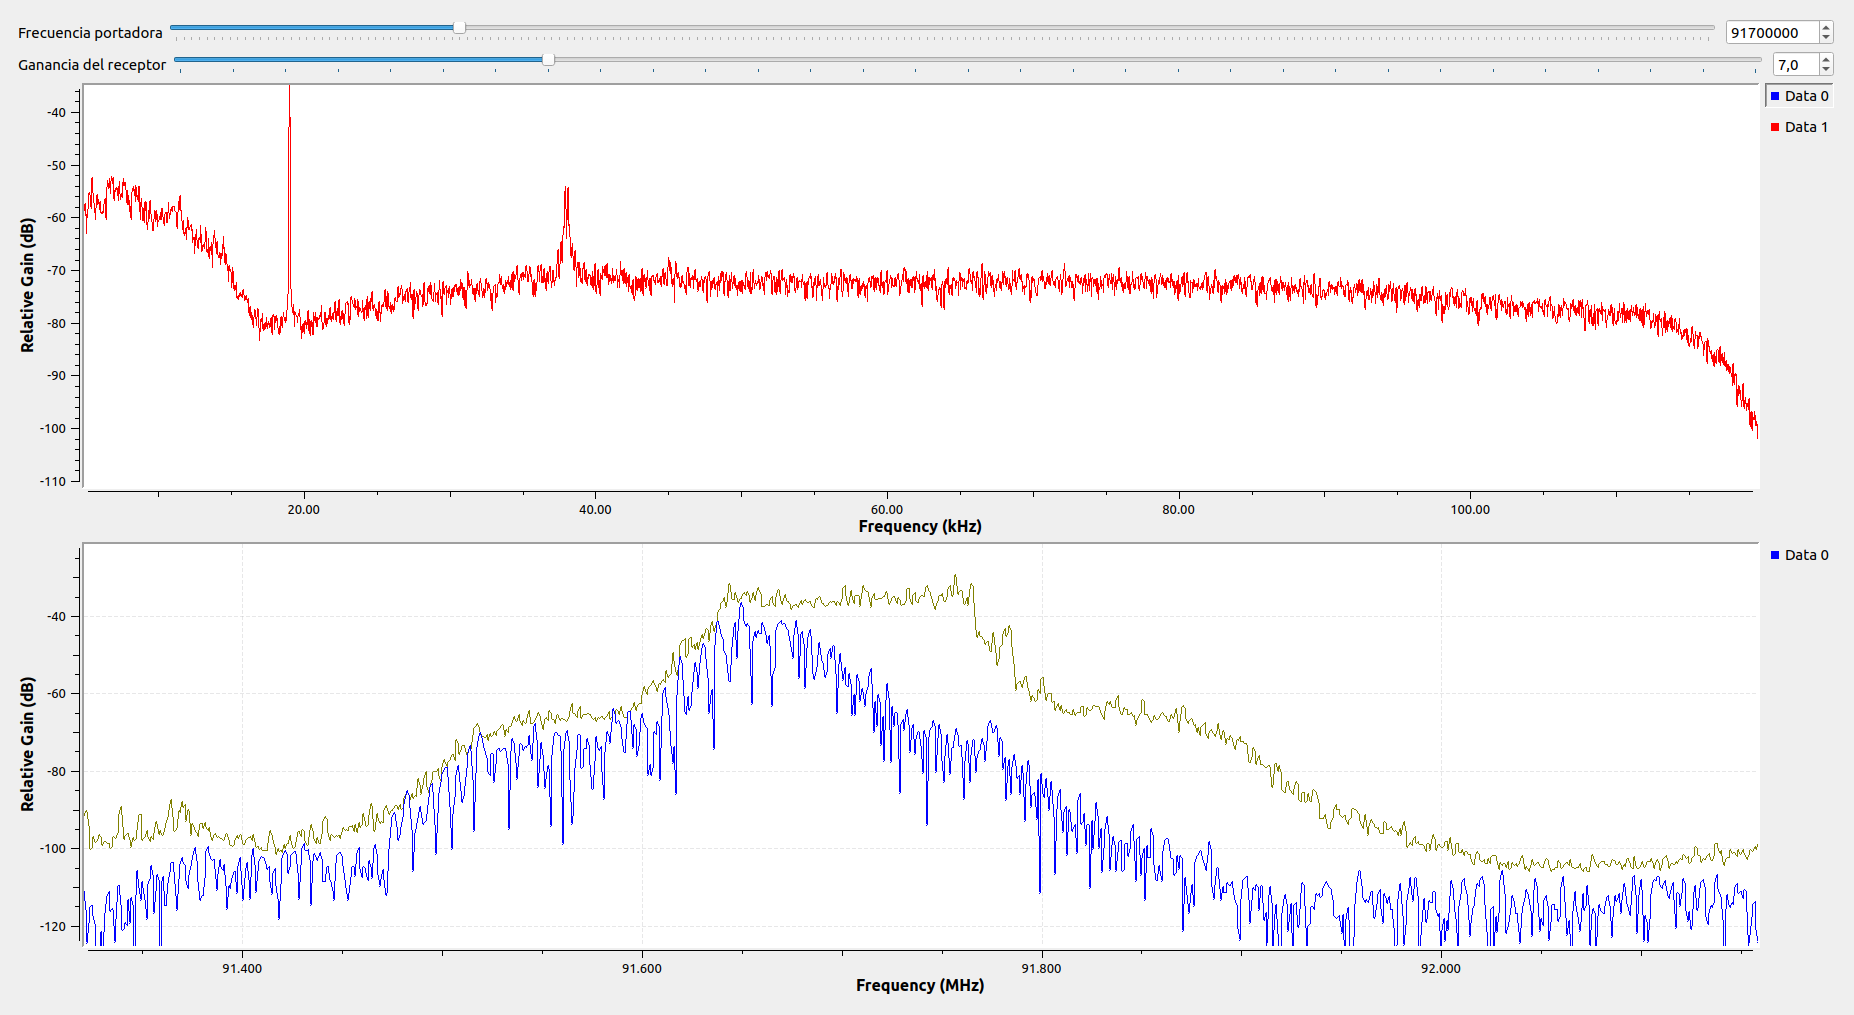 Frecuencia portadora 91700000
Ganancia del receptor 7,0
Data 0
Data 1
Relative Gain (dB)
-40
-50
-60
-70
-80
-90
-100
-110
20.00 40.00 60.00 80.00 100.00
Frequency (kHz)
Data 0
Relative Gain (dB)
-40
-60
-80
-100
-120
91.400 91.600 91.800 92.000
Frequency (MHz)